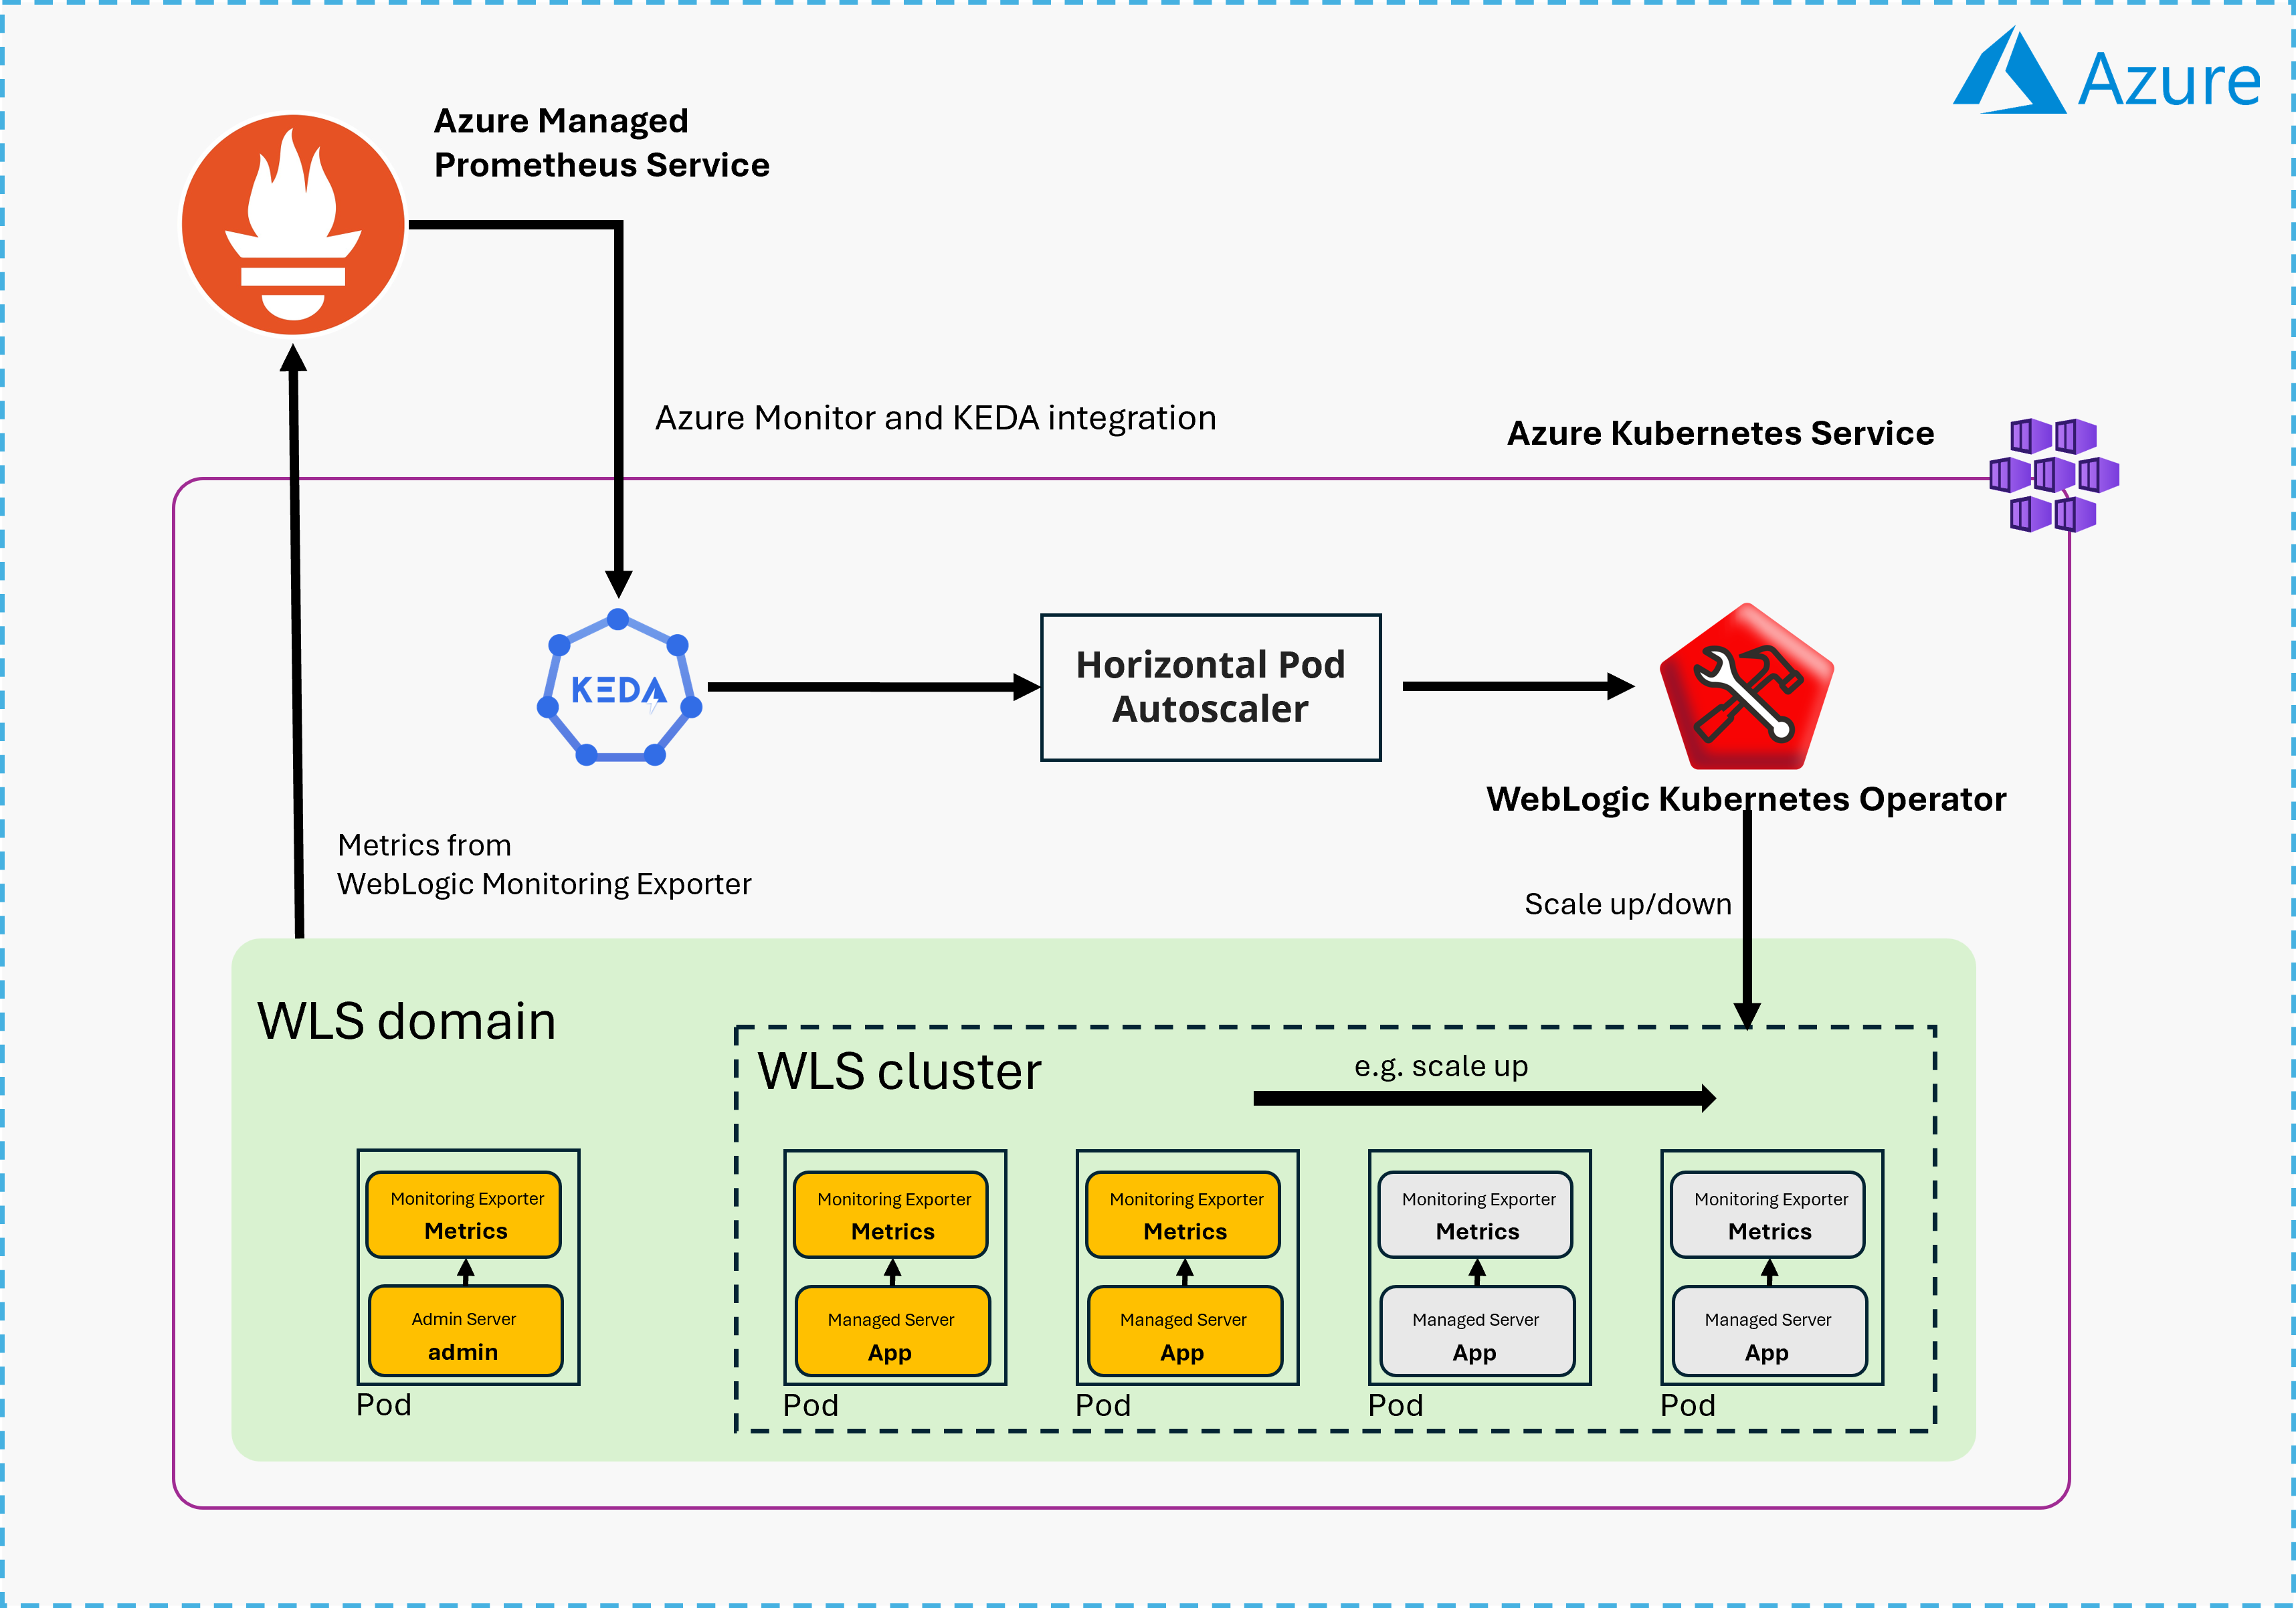 Azure
Azure Managed
Prometheus Service
Azure Monitor and KEDA integration
Azure Kubernetes Service
KEDA
Horizontal Pod
Autoscaler
WebLogic Kubernetes Operator
Metrics from
WebLogic Monitoring Exporter
Scale up/down
WLS domain
WLS cluster
e.g. scale up
Monitoring Exporter
Metrics
Admin Server
admin
Pod
Monitoring Exporter
Metrics
Managed Server
App
Pod
Monitoring Exporter
Metrics
Managed Server
App
Pod
Monitoring Exporter
Metrics
Managed Server
App
Pod
Monitoring Exporter
Metrics
Managed Server
App
Pod